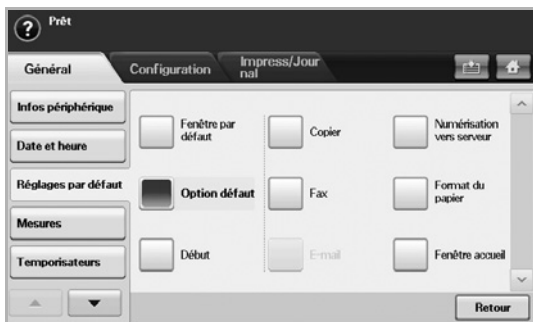 Prêt
Général
Configuration
Impress/Jour
nal
Infos périphérique
Date et heure
Réglages par défaut
Mesures
Temporisateurs
Fenêtre par
défaut
Copier
Numérisation
vers serveur
Option défaut
Fax
Format du
papier
Début
E-mail
Fenêtre accueil
Retour